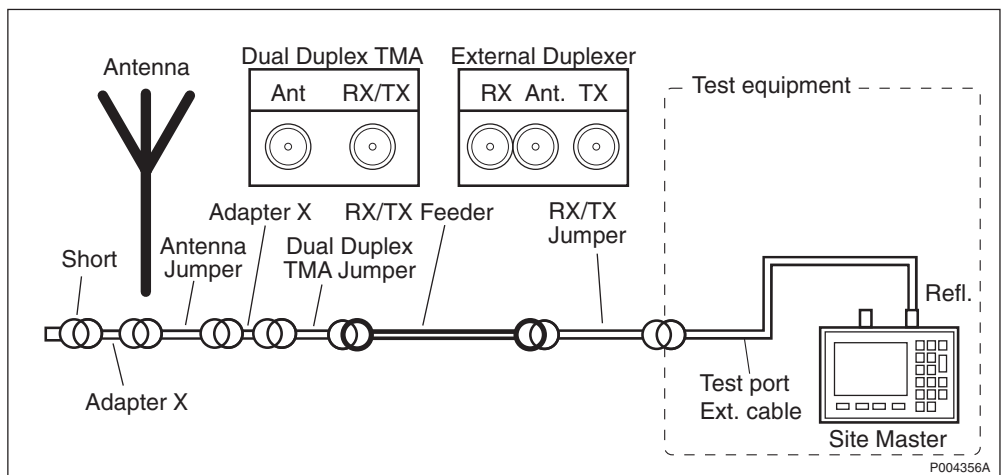 Antenna
Dual Duplex TMA
Ant RX/TX
External Duplexer
RX Ant. TX
Test equipment
Short
Antenna
Jumper
Adapter X
Dual Duplex
TMA Jumper
RX/TX Feeder
RX/TX
Jumper
Refl.
Adapter X
Test port
Ext. cable
Site Master
P004356A